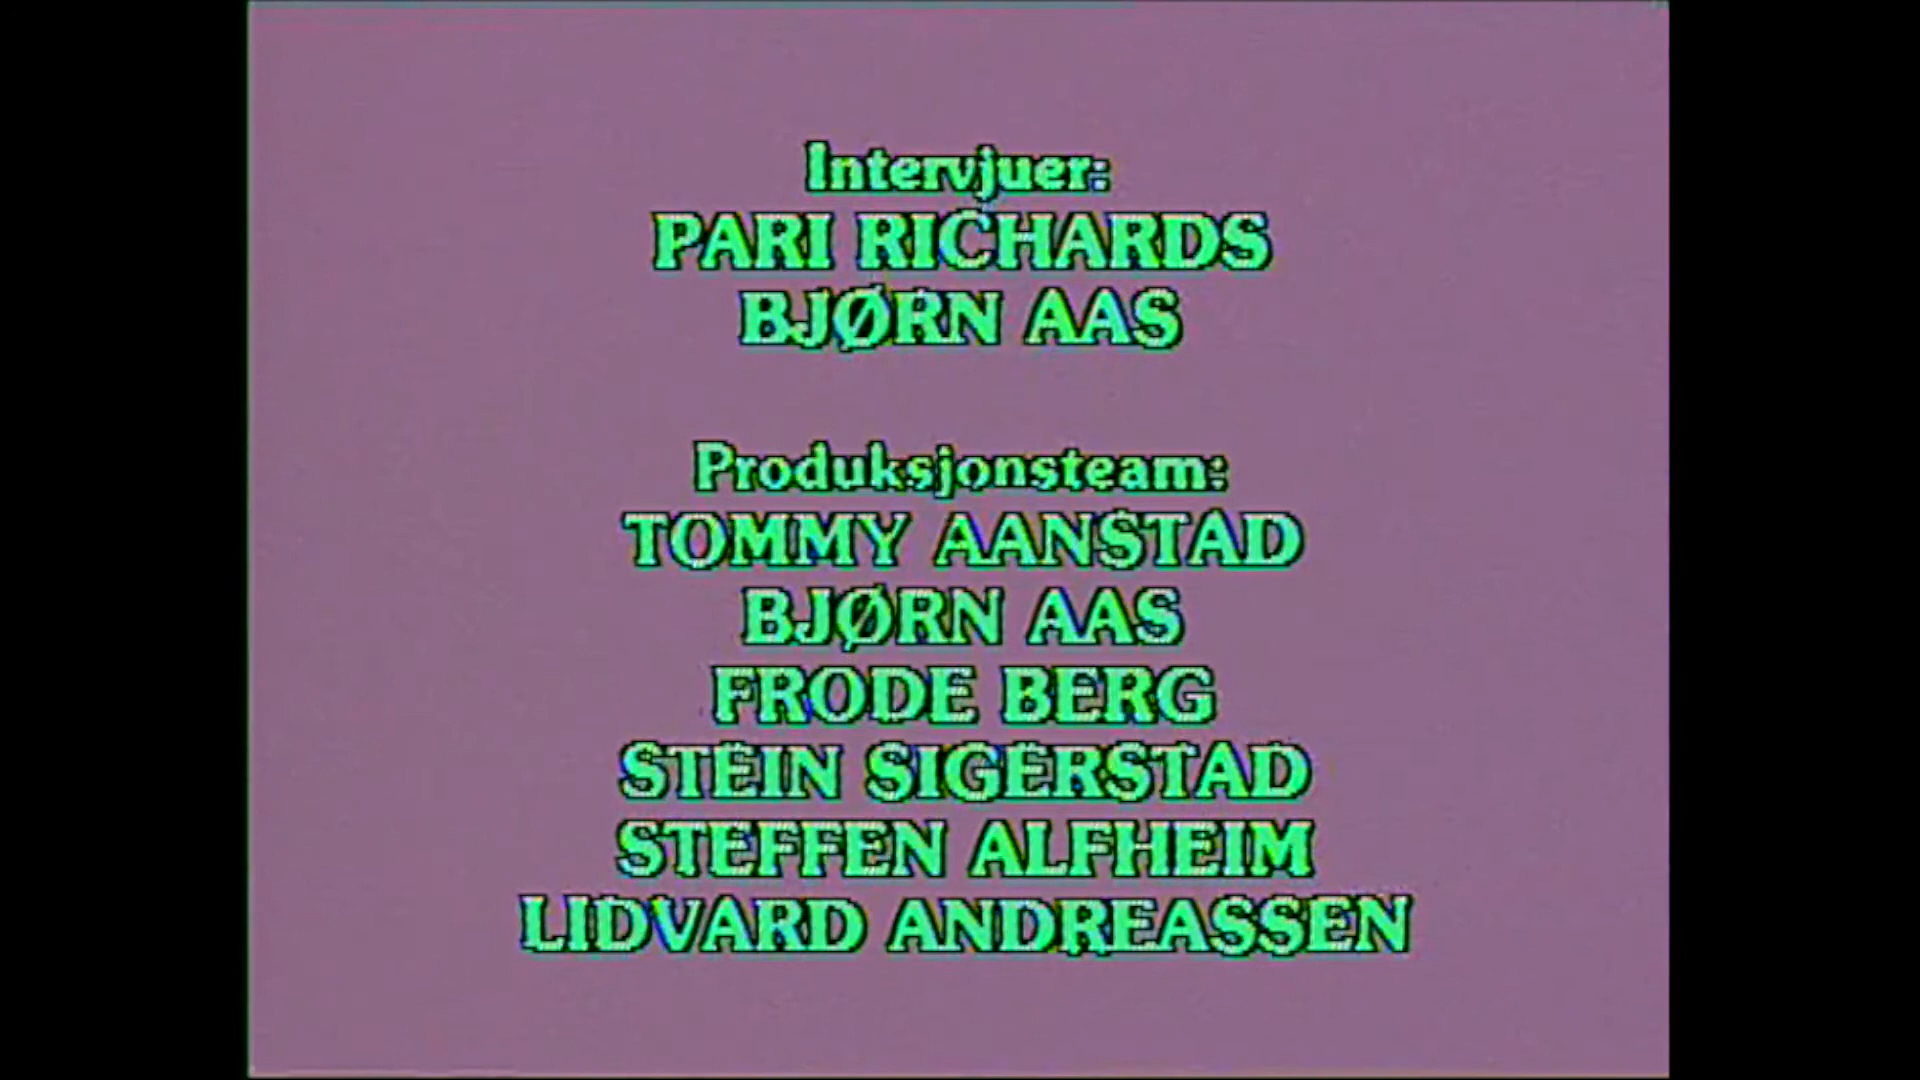 Intervjuer:
PARI RICHARDS
BJØRN AAS
Produksjonsteam:
TOMMY AANSTAD
BJØRN AAS
FRODE BERG
STEIN SIGERSTAD
STEFFEN ALFHEIM
LIDVARD ANDREASSEN